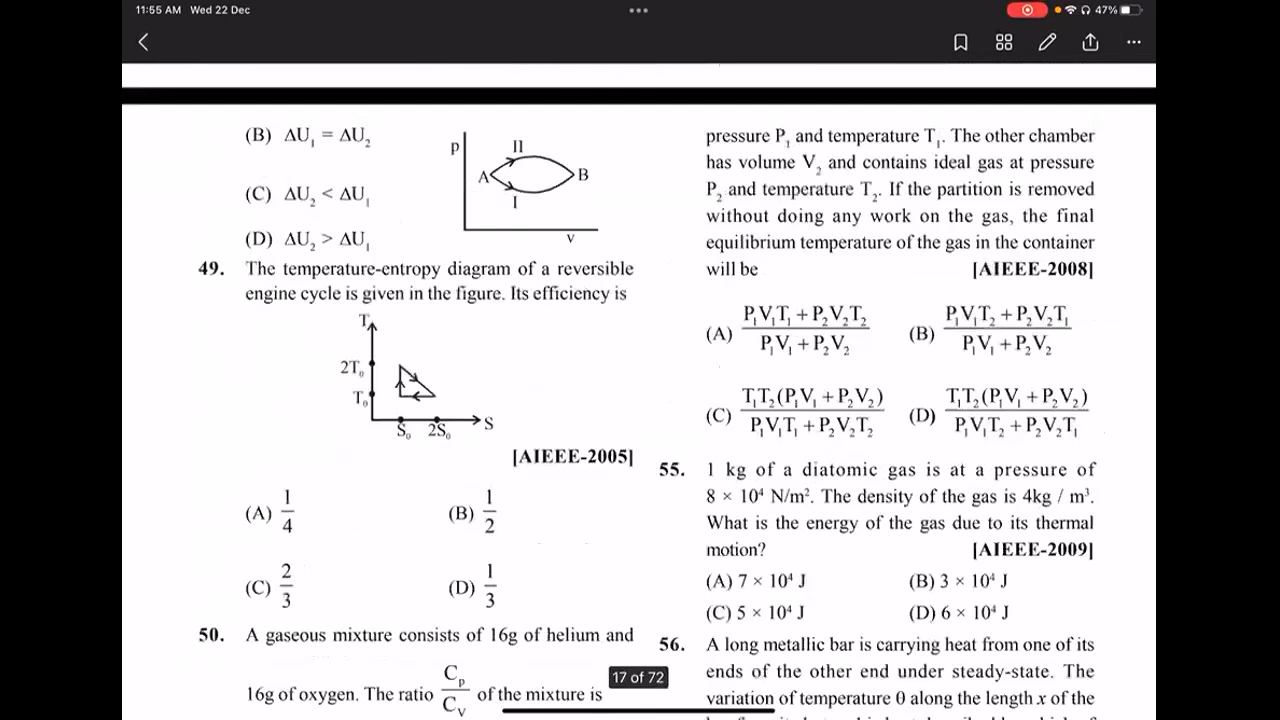 11:55 AM Wed 22 Dec
47%
(B) ΔU₁ = ΔU₂
(C) ΔU₂ < ΔU₁
(D) ΔU₂ > ΔU₁
p
II
A
B
I
v
49. The temperature-entropy diagram of a reversible
engine cycle is given in the figure. Its efficiency is
T
2T₀
T₀
S₀ 2S₀ S
[AIEEE-2005]
(A) 1/4 (B) 1/2
(C) 2/3 (D) 1/3
50. A gaseous mixture consists of 16g of helium and
16g of oxygen. The ratio Cₚ/Cᵥ of the mixture is
pressure P₁ and temperature T₁. The other chamber
has volume V₂ and contains ideal gas at pressure
P₂ and temperature T₂. If the partition is removed
without doing any work on the gas, the final
equilibrium temperature of the gas in the container
will be [AIEEE-2008]
(A) (P₁V₁T₁ + P₂V₂T₂)/(P₁V₁ + P₂V₂) (B) (P₁V₁T₂ + P₂V₂T₁)/(P₁V₁ + P₂V₂)
(C) T₁T₂(P₁V₁ + P₂V₂)/(P₁V₁T₁ + P₂V₂T₂) (D) T₁T₂(P₁V₁ + P₂V₂)/(P₁V₁T₂ + P₂V₂T₁)
55. 1 kg of a diatomic gas is at a pressure of
8 × 10⁴ N/m². The density of the gas is 4kg / m³.
What is the energy of the gas due to its thermal
motion? [AIEEE-2009]
(A) 7 × 10⁴ J (B) 3 × 10⁴ J
(C) 5 × 10⁴ J (D) 6 × 10⁴ J
56. A long metallic bar is carrying heat from one of its
ends of the other end under steady-state. The
variation of temperature θ along the length x of the
17 of 72